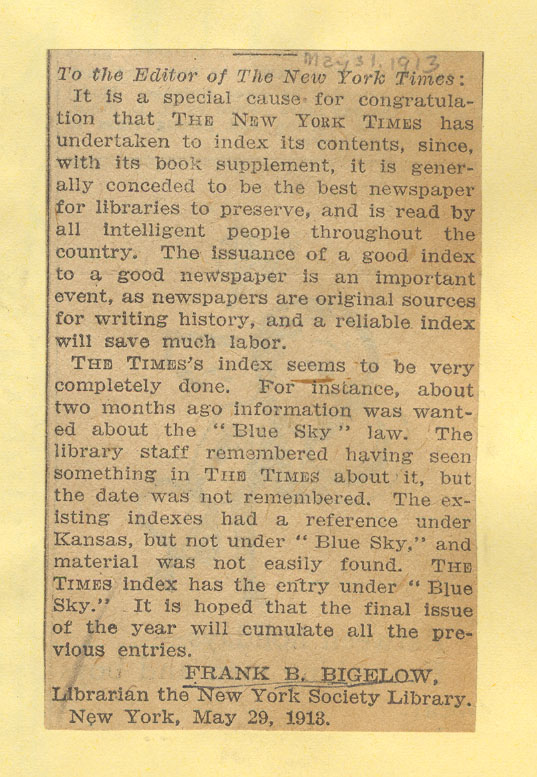 May 31, 1913
To the Editor of The New York Times:
It is a special cause for congratula-
tion that THE NEW YORK TIMES has
undertaken to index its contents, since,
with its book supplement, it is gener-
ally conceded to be the best newspaper
for libraries to preserve, and is read by
all intelligent people throughout the
country. The issuance of a good index
to a good newspaper is an important
event, as newspapers are original sources
for writing history, and a reliable index
will save much labor.
THE TIMES'S index seems to be very
completely done. For instance, about
two months ago information was want-
ed about the "Blue Sky" law. The
library staff remembered having seen
something in THE TIMES about it, but
the date was not remembered. The ex-
isting indexes had a reference under
Kansas, but not under "Blue Sky," and
material was not easily found. THE
TIMES index has the entry under "Blue
Sky." It is hoped that the final issue
of the year will cumulate all the pre-
vious entries.
FRANK B. BIGELOW,
Librarian the New York Society Library.
New York, May 29, 1913.